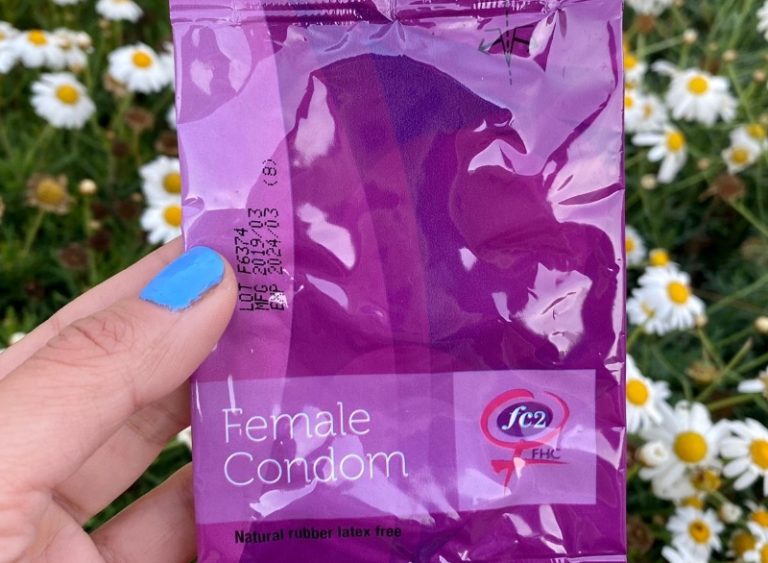 LOT F6374
MFG 2019/03
EXP 2024/03 (8)
Female
Condom
fc2
FHC
Natural rubber latex free